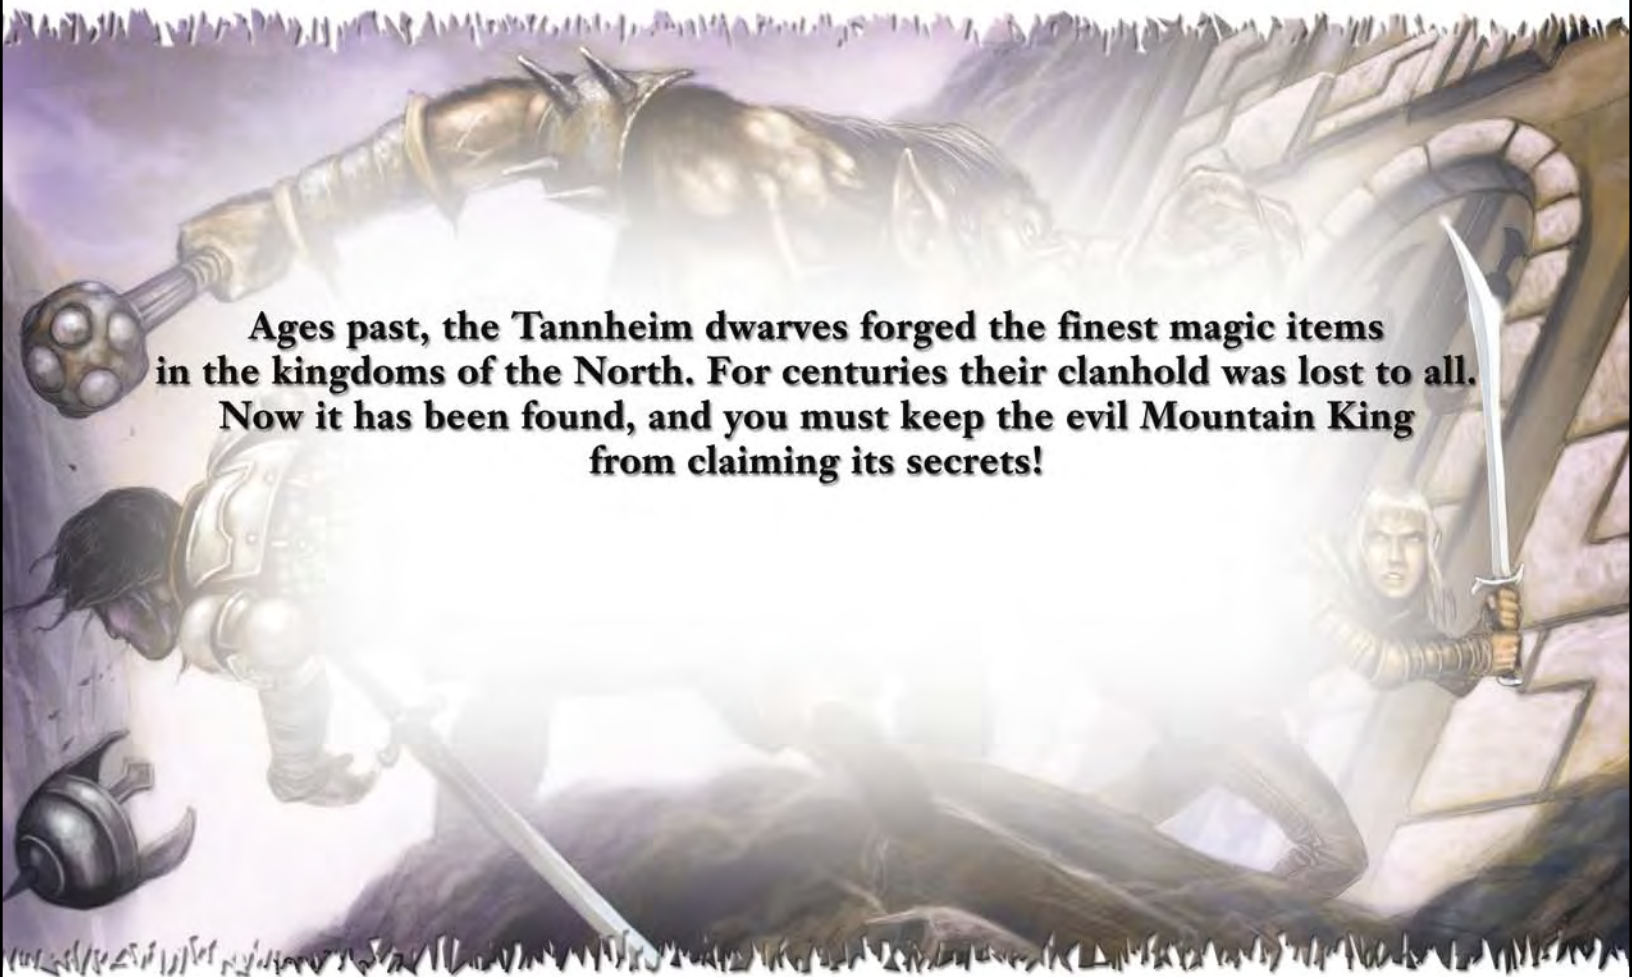 Ages past, the Tannheim dwarves forged the finest magic items
in the kingdoms of the North. For centuries their clanhold was lost to all.
Now it has been found, and you must keep the evil Mountain King
from claiming its secrets!